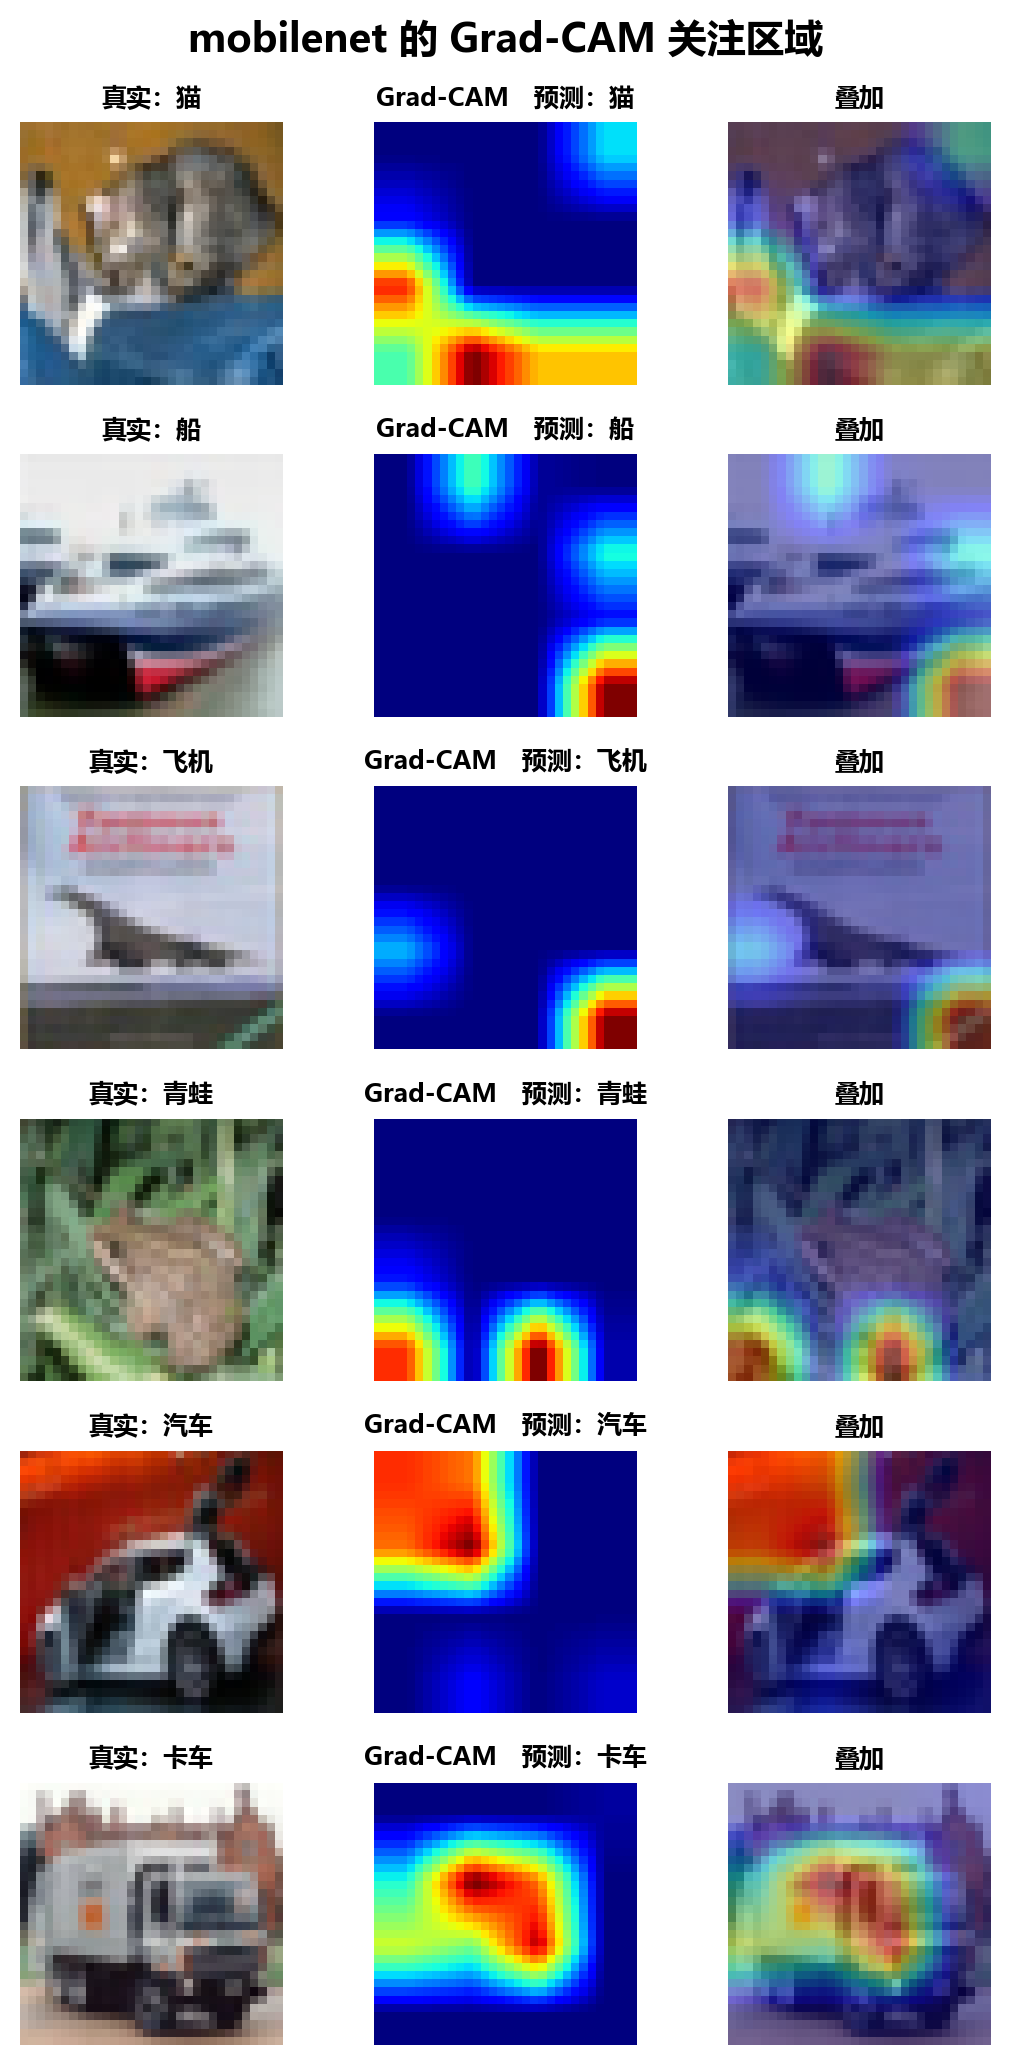 mobilenet 的 Grad-CAM 关注区域
真实：猫
Grad-CAM 预测：猫
叠加
真实：船
Grad-CAM 预测：船
叠加
真实：飞机
Grad-CAM 预测：飞机
叠加
真实：青蛙
Grad-CAM 预测：青蛙
叠加
真实：汽车
Grad-CAM 预测：汽车
叠加
真实：卡车
Grad-CAM 预测：卡车
叠加